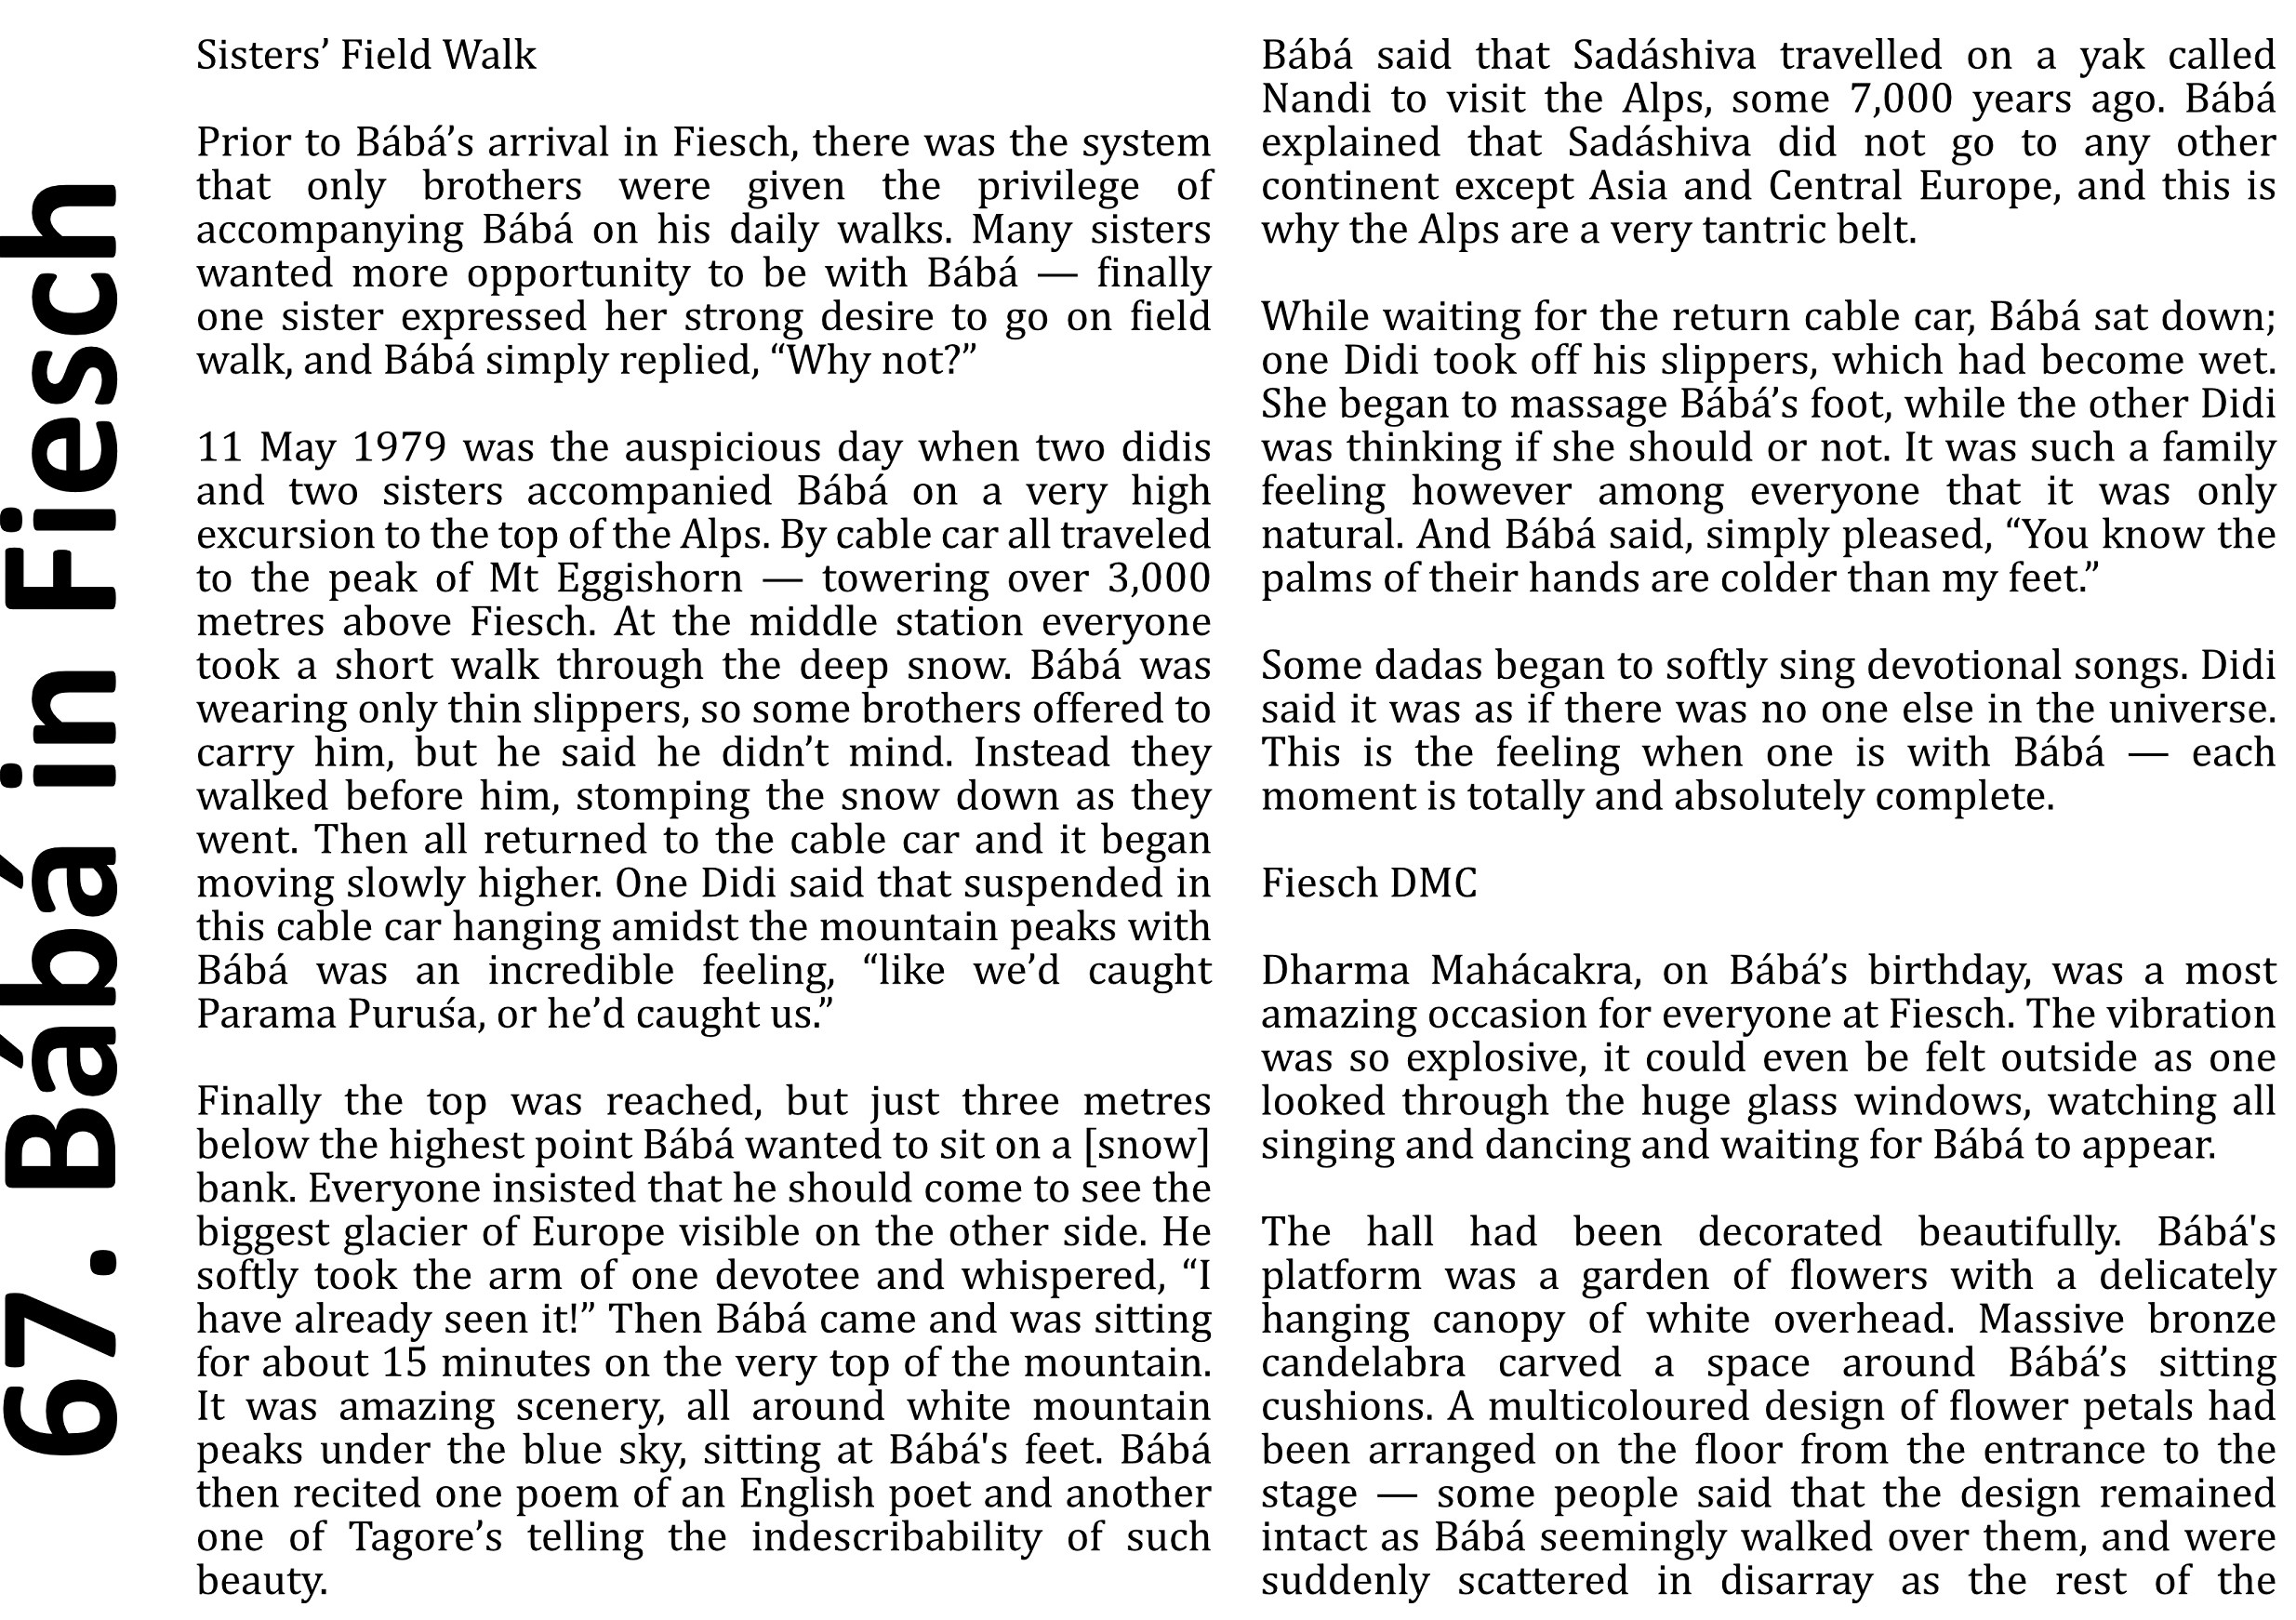 67. Bábá in Fiesch
Sisters’ Field Walk
Prior to Bábá’s arrival in Fiesch, there was the system
that only brothers were given the privilege of
accompanying Bábá on his daily walks. Many sisters
wanted more opportunity to be with Bábá — finally
one sister expressed her strong desire to go on field
walk, and Bábá simply replied, “Why not?”
11 May 1979 was the auspicious day when two didis
and two sisters accompanied Bábá on a very high
excursion to the top of the Alps. By cable car all traveled
to the peak of Mt Eggishorn — towering over 3,000
metres above Fiesch. At the middle station everyone
took a short walk through the deep snow. Bábá was
wearing only thin slippers, so some brothers offered to
carry him, but he said he didn’t mind. Instead they
walked before him, stomping the snow down as they
went. Then all returned to the cable car and it began
moving slowly higher. One Didi said that suspended in
this cable car hanging amidst the mountain peaks with
Bábá was an incredible feeling, “like we’d caught
Parama Puruśa, or he’d caught us.”
Finally the top was reached, but just three metres
below the highest point Bábá wanted to sit on a [snow]
bank. Everyone insisted that he should come to see the
biggest glacier of Europe visible on the other side. He
softly took the arm of one devotee and whispered, “I
have already seen it!” Then Bábá came and was sitting
for about 15 minutes on the very top of the mountain.
It was amazing scenery, all around white mountain
peaks under the blue sky, sitting at Bábá's feet. Bábá
then recited one poem of an English poet and another
one of Tagore’s telling the indescribability of such
beauty.
Bábá said that Sadáshiva travelled on a yak called
Nandi to visit the Alps, some 7,000 years ago. Bábá
explained that Sadáshiva did not go to any other
continent except Asia and Central Europe, and this is
why the Alps are a very tantric belt.
While waiting for the return cable car, Bábá sat down;
one Didi took off his slippers, which had become wet.
She began to massage Bábá’s foot, while the other Didi
was thinking if she should or not. It was such a family
feeling however among everyone that it was only
natural. And Bábá said, simply pleased, “You know the
palms of their hands are colder than my feet.”
Some dadas began to softly sing devotional songs. Didi
said it was as if there was no one else in the universe.
This is the feeling when one is with Bábá — each
moment is totally and absolutely complete.
Fiesch DMC
Dharma Mahácakra, on Bábá’s birthday, was a most
amazing occasion for everyone at Fiesch. The vibration
was so explosive, it could even be felt outside as one
looked through the huge glass windows, watching all
singing and dancing and waiting for Bábá to appear.
The hall had been decorated beautifully. Bábá's
platform was a garden of flowers with a delicately
hanging canopy of white overhead. Massive bronze
candelabra carved a space around Bábá’s sitting
cushions. A multicoloured design of flower petals had
been arranged on the floor from the entrance to the
stage — some people said that the design remained
intact as Bábá seemingly walked over them, and were
suddenly scattered in disarray as the rest of the